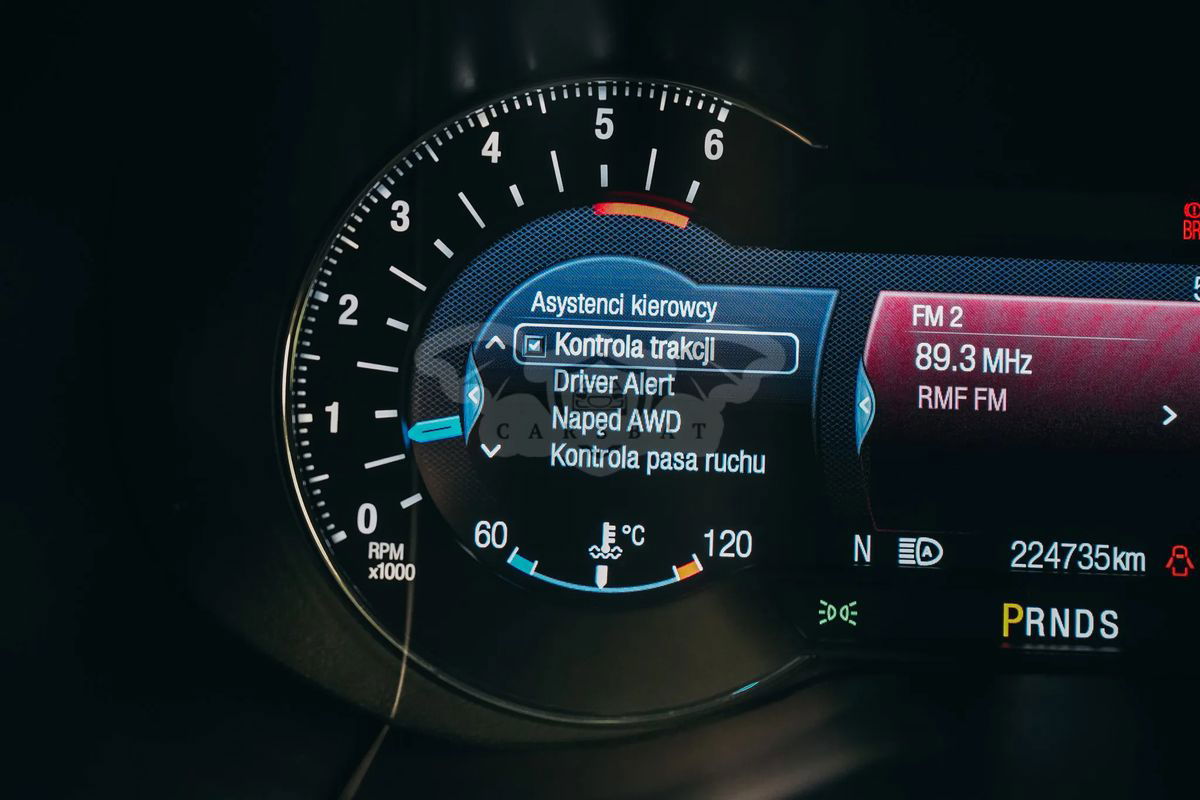 6
5
4
3
2
1
0
RPM
x1000
Asystenci kierowcy
Kontrola trakcji
Driver Alert
Napęd AWD
Kontrola pasa ruchu
CARSBAT
60
°C
120
FM 2
89.3 MHz
RMF FM
N
A
224735km
PRNDS